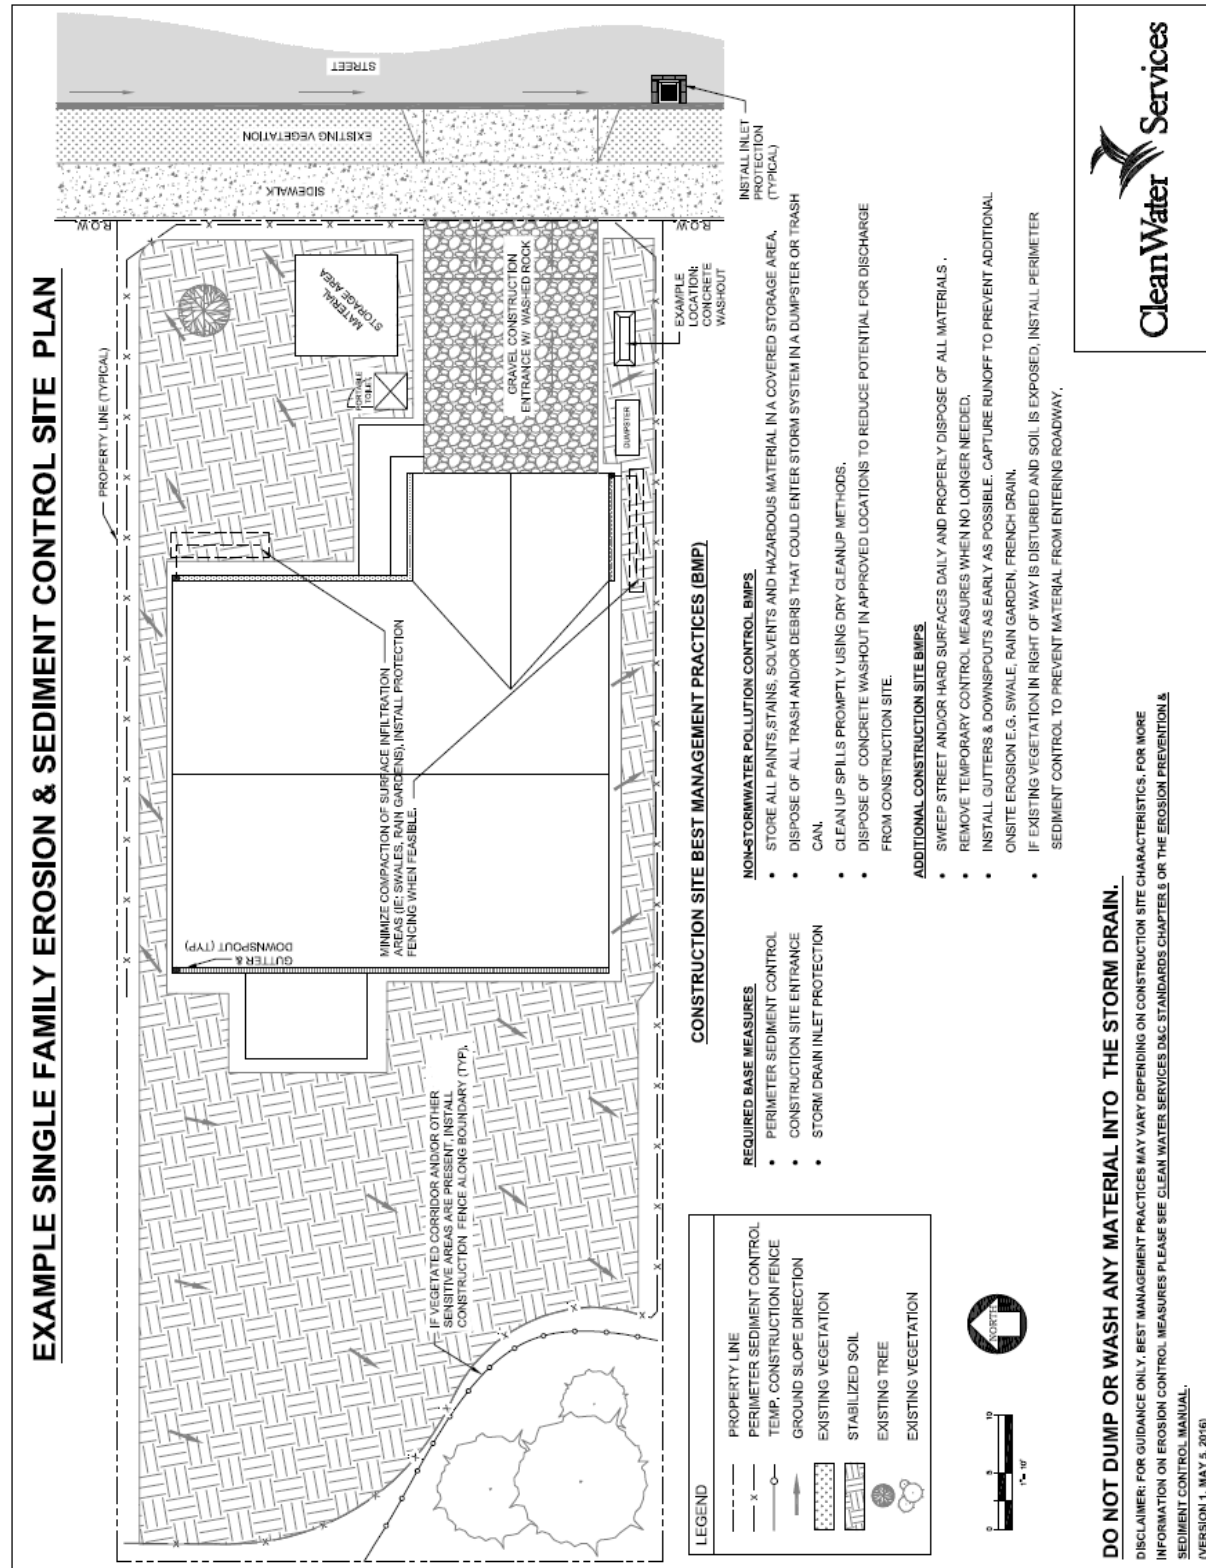 EXAMPLE SINGLE FAMILY EROSION & SEDIMENT CONTROL SITE PLAN
PROPERTY LINE (TYPICAL)
STREET
EXISTING VEGETATION
SIDEWALK
ROW
ROW
MATERIAL
STORAGE AREA
PORTABLE
TOILET
GRAVEL CONSTRUCTION
ENTRANCE W/ WASHED ROCK
DUMPSTER
INSTALL INLET
PROTECTION
(TYPICAL)
EXAMPLE
LOCATION:
CONCRETE
WASHOUT
MINIMIZE COMPACTION OF SURFACE INFILTRATION
AREAS (IE: SWALES, RAIN GARDENS), INSTALL PROTECTION
FENCING WHEN FEASIBLE.
GUTTER &
DOWNSPOUT (TYP)
IF VEGETATED CORRIDOR AND/OR OTHER
SENSITIVE AREAS ARE PRESENT, INSTALL
CONSTRUCTION FENCE ALONG BOUNDARY (TYP).
LEGEND
PROPERTY LINE
PERIMETER SEDIMENT CONTROL
TEMP. CONSTRUCTION FENCE
GROUND SLOPE DIRECTION
EXISTING VEGETATION
STABILIZED SOIL
EXISTING TREE
EXISTING VEGETATION
0 5 10
1"= 10'
NORTH
CONSTRUCTION SITE BEST MANAGEMENT PRACTICES (BMP)
REQUIRED BASE MEASURES
• PERIMETER SEDIMENT CONTROL
• CONSTRUCTION SITE ENTRANCE
• STORM DRAIN INLET PROTECTION
NON-STORMWATER POLLUTION CONTROL BMPS
• STORE ALL PAINTS, STAINS, SOLVENTS AND HAZARDOUS MATERIAL IN A COVERED STORAGE AREA.
• DISPOSE OF ALL TRASH AND/OR DEBRIS THAT COULD ENTER STORM SYSTEM IN A DUMPSTER OR TRASH
CAN.
• CLEAN UP SPILLS PROMPTLY USING DRY CLEANUP METHODS.
• DISPOSE OF CONCRETE WASHOUT IN APPROVED LOCATIONS TO REDUCE POTENTIAL FOR DISCHARGE
FROM CONSTRUCTION SITE.
ADDITIONAL CONSTRUCTION SITE BMPS
• SWEEP STREET AND/OR HARD SURFACES DAILY AND PROPERLY DISPOSE OF ALL MATERIALS .
• REMOVE TEMPORARY CONTROL MEASURES WHEN NO LONGER NEEDED.
• INSTALL GUTTERS & DOWNSPOUTS AS EARLY AS POSSIBLE. CAPTURE RUNOFF TO PREVENT ADDITIONAL
ONSITE EROSION E.G. SWALE, RAIN GARDEN, FRENCH DRAIN.
• IF EXISTING VEGETATION IN RIGHT OF WAY IS DISTURBED AND SOIL IS EXPOSED, INSTALL PERIMETER
SEDIMENT CONTROL TO PREVENT MATERIAL FROM ENTERING ROADWAY.
DO NOT DUMP OR WASH ANY MATERIAL INTO THE STORM DRAIN.
DISCLAIMER: FOR GUIDANCE ONLY. BEST MANAGEMENT PRACTICES MAY VARY DEPENDING ON CONSTRUCTION SITE CHARACTERISTICS. FOR MORE
INFORMATION ON EROSION CONTROL MEASURES PLEASE SEE CLEAN WATER SERVICES D&C STANDARDS CHAPTER 6 OR THE EROSION PREVENTION &
SEDIMENT CONTROL MANUAL.
(VERSION 1, MAY 5, 2016)
CleanWater Services